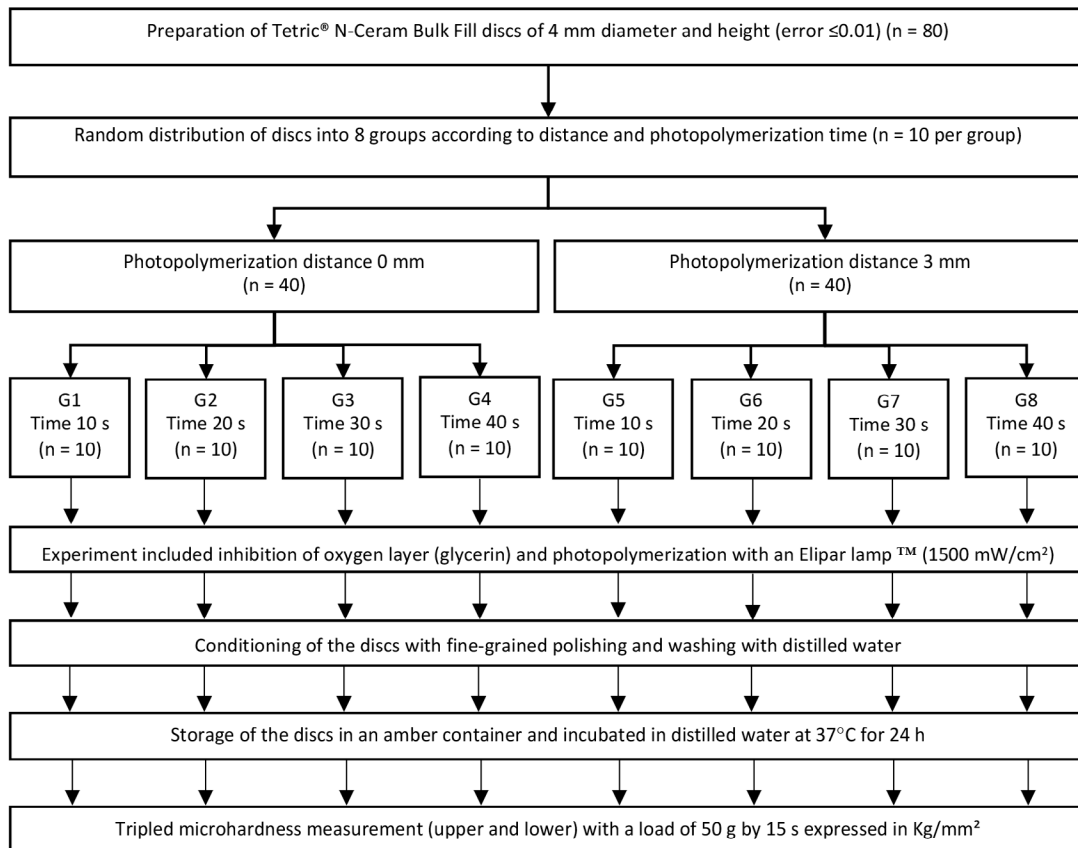 Preparation of Tetric® N-Ceram Bulk Fill discs of 4 mm diameter and height (error ≤0.01) (n = 80)
Random distribution of discs into 8 groups according to distance and photopolymerization time (n = 10 per group)
Photopolymerization distance 0 mm
(n = 40)
Photopolymerization distance 3 mm
(n = 40)
G1
Time 10 s
(n = 10)
G2
Time 20 s
(n = 10)
G3
Time 30 s
(n = 10)
G4
Time 40 s
(n = 10)
G5
Time 10 s
(n = 10)
G6
Time 20 s
(n = 10)
G7
Time 30 s
(n = 10)
G8
Time 40 s
(n = 10)
Experiment included inhibition of oxygen layer (glycerin) and photopolymerization with an Elipar lamp ™ (1500 mW/cm²)
Conditioning of the discs with fine-grained polishing and washing with distilled water
Storage of the discs in an amber container and incubated in distilled water at 37°C for 24 h
Tripled microhardness measurement (upper and lower) with a load of 50 g by 15 s expressed in Kg/mm²